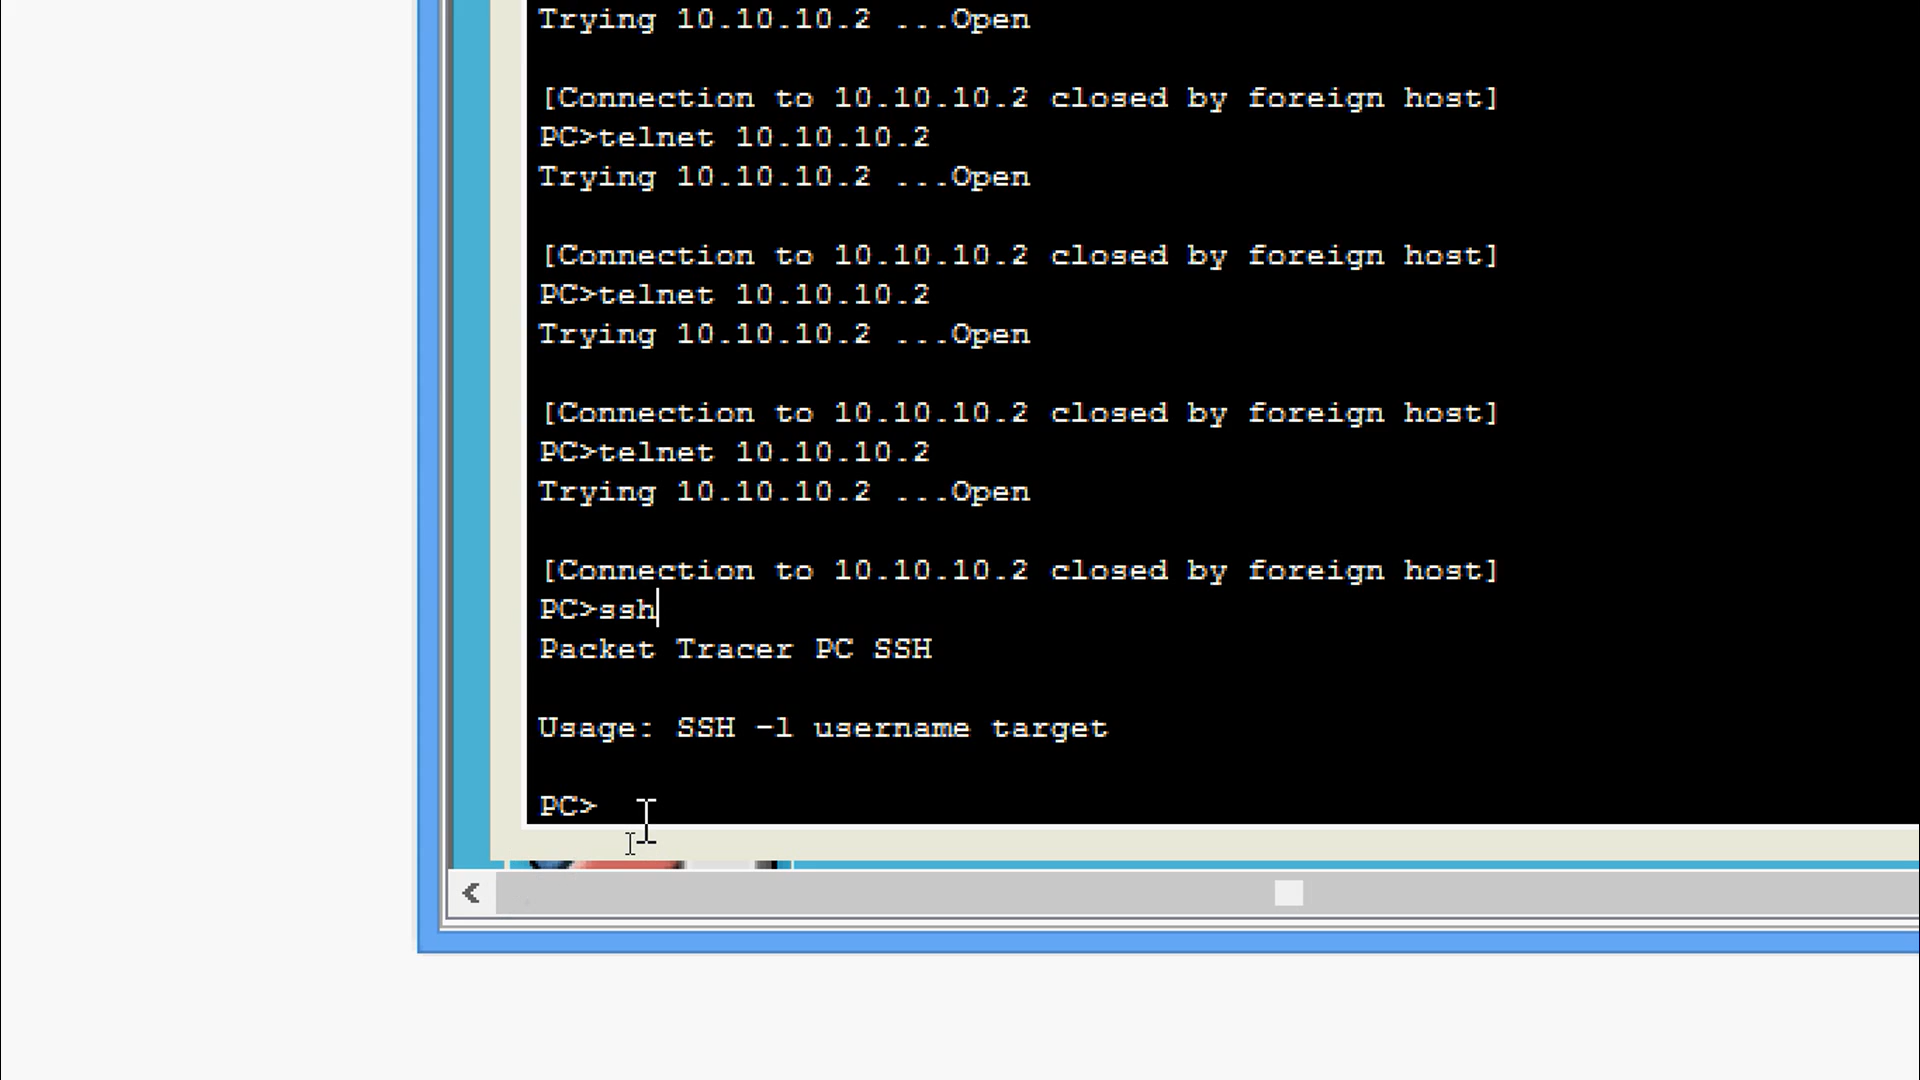 Trying 10.10.10.2 ...Open
[Connection to 10.10.10.2 closed by foreign host]
PC>telnet 10.10.10.2
Trying 10.10.10.2 ...Open
[Connection to 10.10.10.2 closed by foreign host]
PC>telnet 10.10.10.2
Trying 10.10.10.2 ...Open
[Connection to 10.10.10.2 closed by foreign host]
PC>telnet 10.10.10.2
Trying 10.10.10.2 ...Open
[Connection to 10.10.10.2 closed by foreign host]
PC>ssh
Packet Tracer PC SSH
Usage: SSH -l username target
PC>